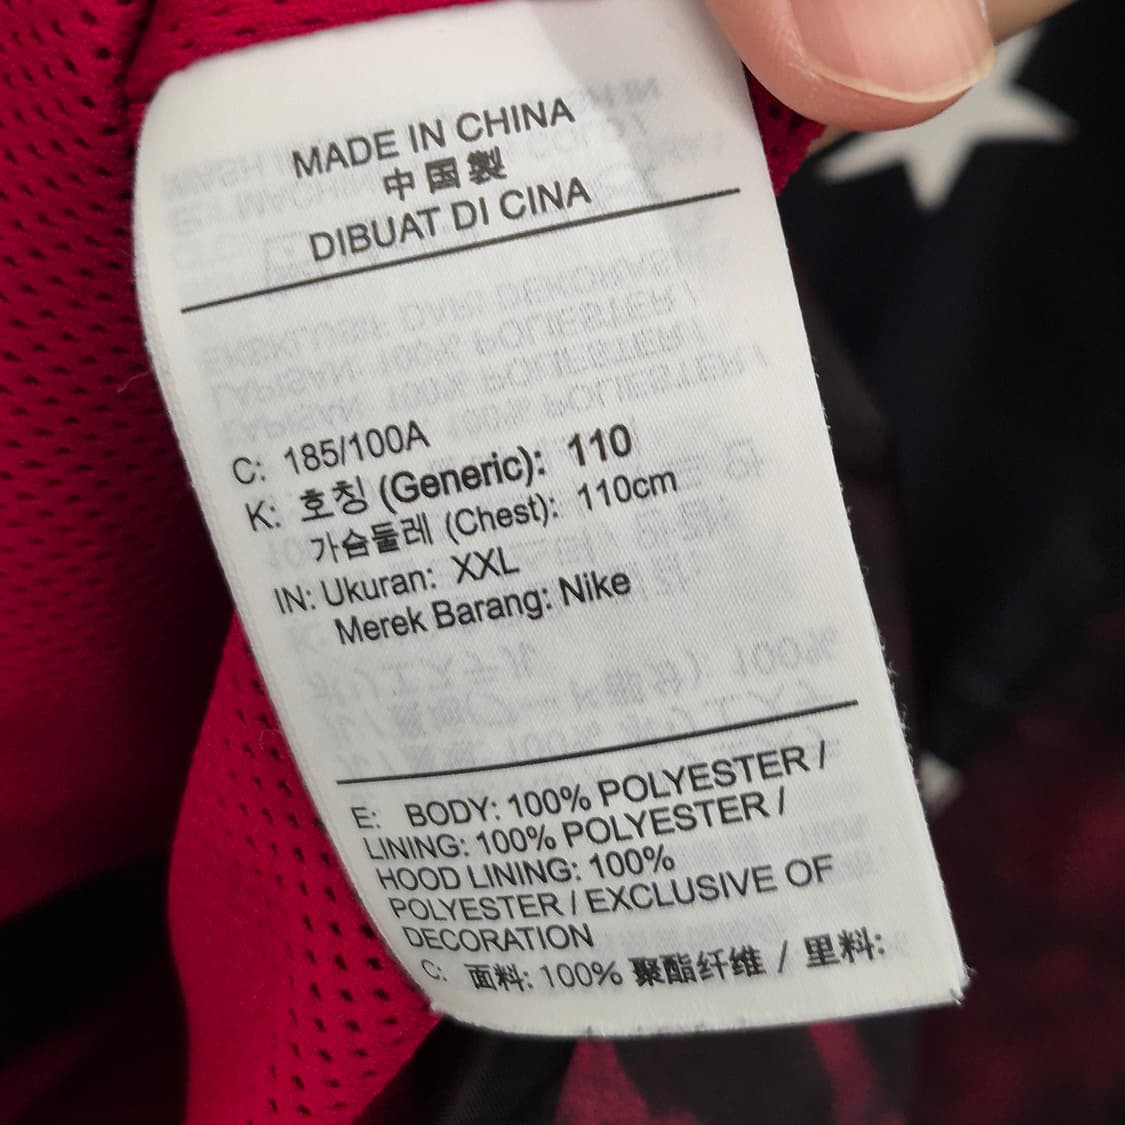 MADE IN CHINA
中国製
DIBUAT DI CINA
C: 185/100A
K: 호칭 (Generic): 110
가슴둘레 (Chest): 110cm
IN: Ukuran: XXL
Merek Barang: Nike
E: BODY: 100% POLYESTER /
LINING: 100% POLYESTER /
HOOD LINING: 100%
POLYESTER / EXCLUSIVE OF
DECORATION
C: 面料: 100% 聚酯纤维 / 里料: